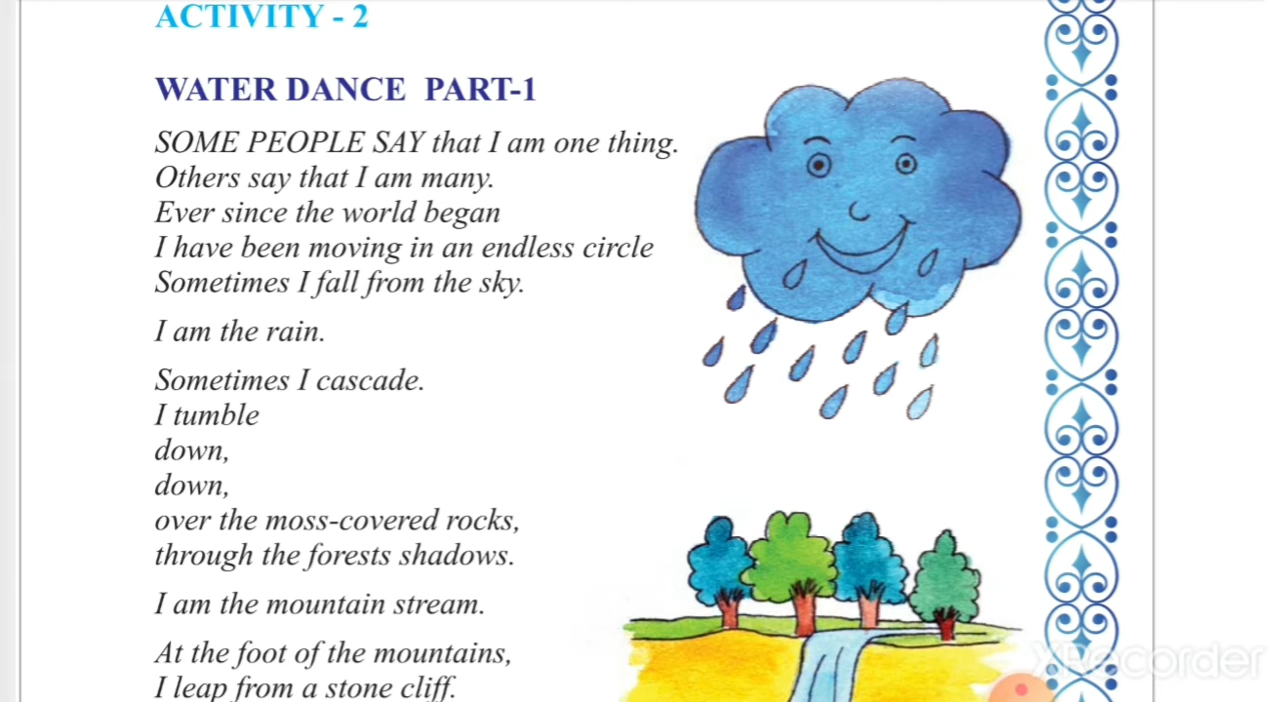 ACTIVITY - 2
WATER DANCE PART-1
SOME PEOPLE SAY that I am one thing.
Others say that I am many.
Ever since the world began
I have been moving in an endless circle
Sometimes I fall from the sky.
I am the rain.
Sometimes I cascade.
I tumble
down,
down,
over the moss-covered rocks,
through the forests shadows.
I am the mountain stream.
At the foot of the mountains,
I leap from a stone cliff.
XRecorder